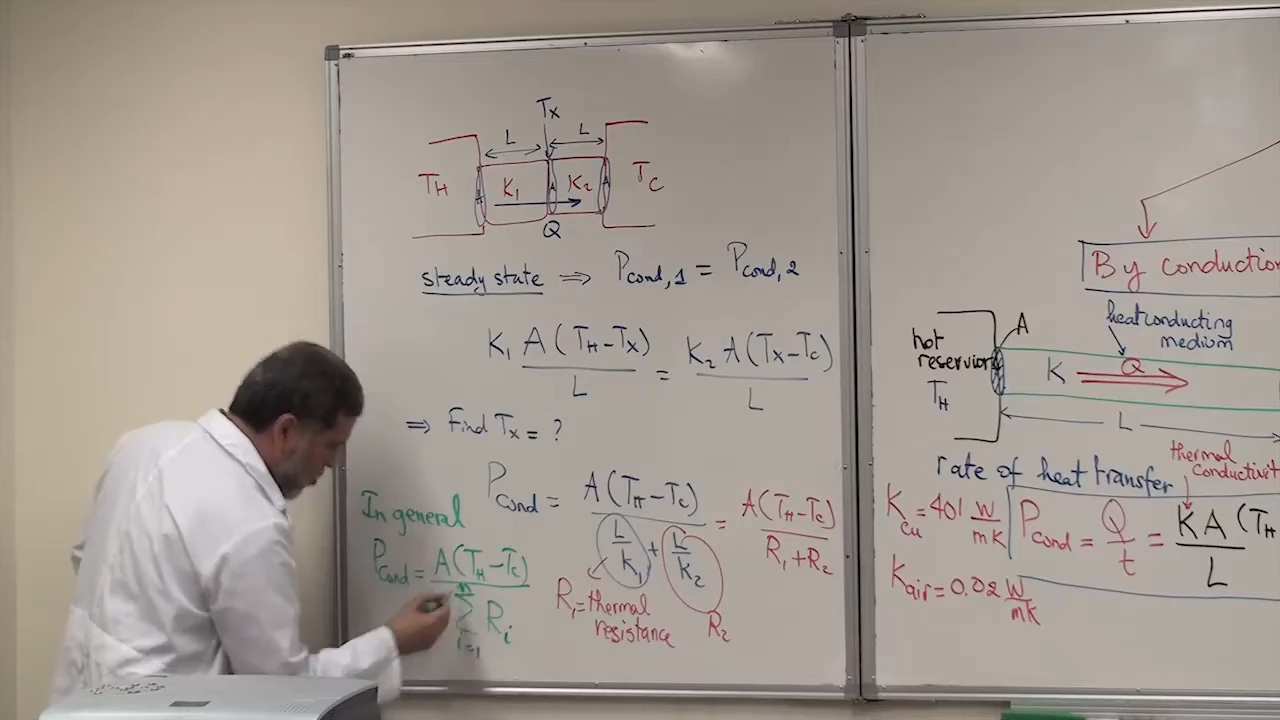 Tx
L L
TH K1 K2 TC
A A A
Q
steady state ⇒ Pcond,1 = Pcond,2
K1 A(TH-Tx)/L = K2 A(Tx-Tc)/L
⇒ Find Tx = ?
Pcond = A(TH-Tc)/(L/K1 + L/K2) = A(TH-Tc)/(R1+R2)
R1 = thermal resistance
R2
In general
Pcond = A(TH-Tc)/∑ⁿi=1 Ri
By conduction
heat conducting
medium
A
hot
reservior
TH
K Q
L
thermal
conductivit
rate of heat transfer
Kcu = 401 W/mK
Pcond = Q/t = KA(TH/L
Kair = 0.02 W/mK